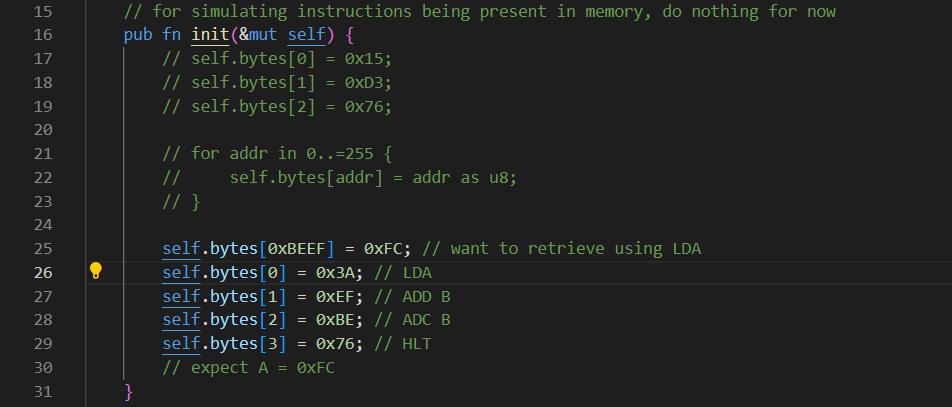 15 // for simulating instructions being present in memory, do nothing for now
16 pub fn init(&mut self) {
17 // self.bytes[0] = 0x15;
18 // self.bytes[1] = 0xD3;
19 // self.bytes[2] = 0x76;
20
21 // for addr in 0..=255 {
22 //     self.bytes[addr] = addr as u8;
23 // }
24
25 self.bytes[0xBEEF] = 0xFC; // want to retrieve using LDA
26 self.bytes[0] = 0x3A; // LDA
27 self.bytes[1] = 0xEF; // ADD B
28 self.bytes[2] = 0xBE; // ADC B
29 self.bytes[3] = 0x76; // HLT
30 // expect A = 0xFC
31 }